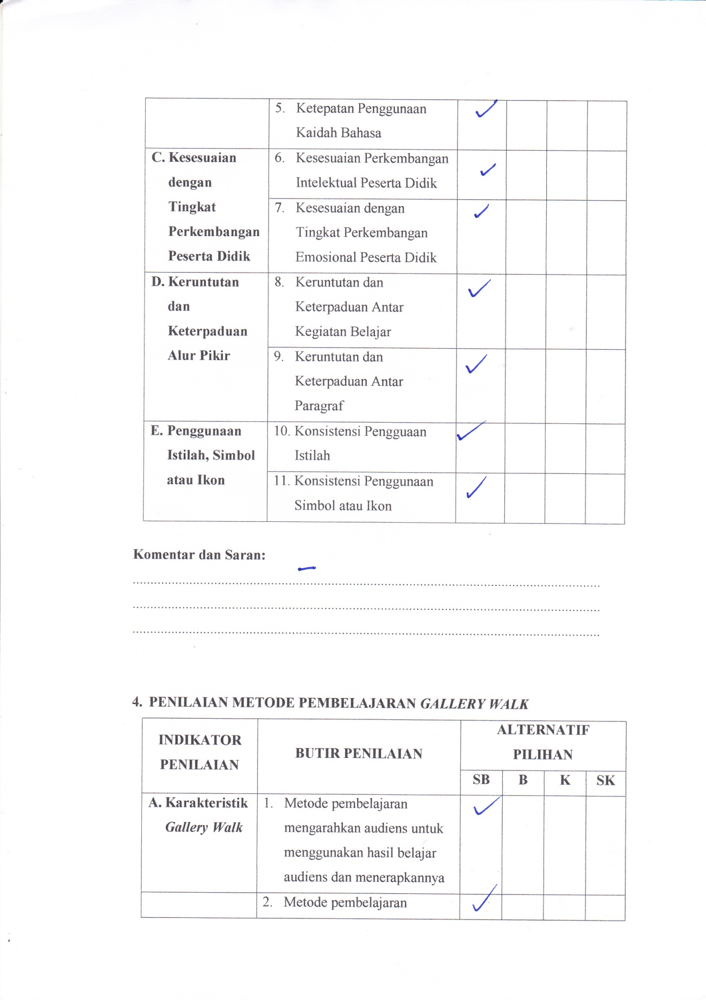 5. Ketepatan Penggunaan ✓
Kaidah Bahasa
C. Kesesuaian
dengan
Tingkat
Perkembangan
Peserta Didik
6. Kesesuaian Perkembangan ✓
Intelektual Peserta Didik
7. Kesesuaian dengan ✓
Tingkat Perkembangan
Emosional Peserta Didik
D. Keruntutan
dan
Keterpaduan
Alur Pikir
8. Keruntutan dan ✓
Keterpaduan Antar
Kegiatan Belajar
9. Keruntutan dan ✓
Keterpaduan Antar
Paragraf
E. Penggunaan
Istilah, Simbol
atau Ikon
10. Konsistensi Pengguaan ✓
Istilah
11. Konsistensi Penggunaan ✓
Simbol atau Ikon
Komentar dan Saran:
–
4. PENILAIAN METODE PEMBELAJARAN GALLERY WALK
INDIKATOR
PENILAIAN
BUTIR PENILAIAN
ALTERNATIF
PILIHAN
SB B K SK
A. Karakteristik
Gallery Walk
1. Metode pembelajaran ✓
mengarahkan audiens untuk
menggunakan hasil belajar
audiens dan menerapkannya
2. Metode pembelajaran ✓